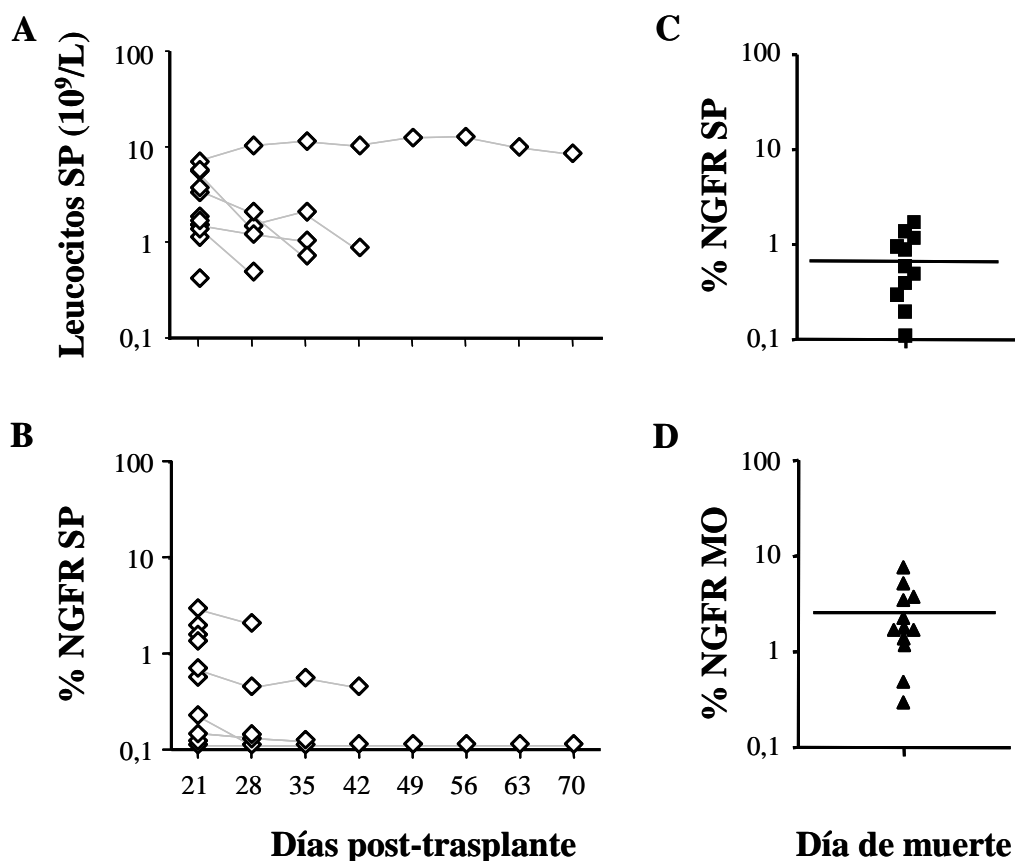 A
Leucocitos SP (10⁹/L)
100
10
1
0,1
C
% NGFR SP
100
10
1
0,1
B
% NGFR SP
100
10
1
0,1
21 28 35 42 49 56 63 70
Días post-trasplante
D
% NGFR MO
100
10
1
0,1
Día de muerte